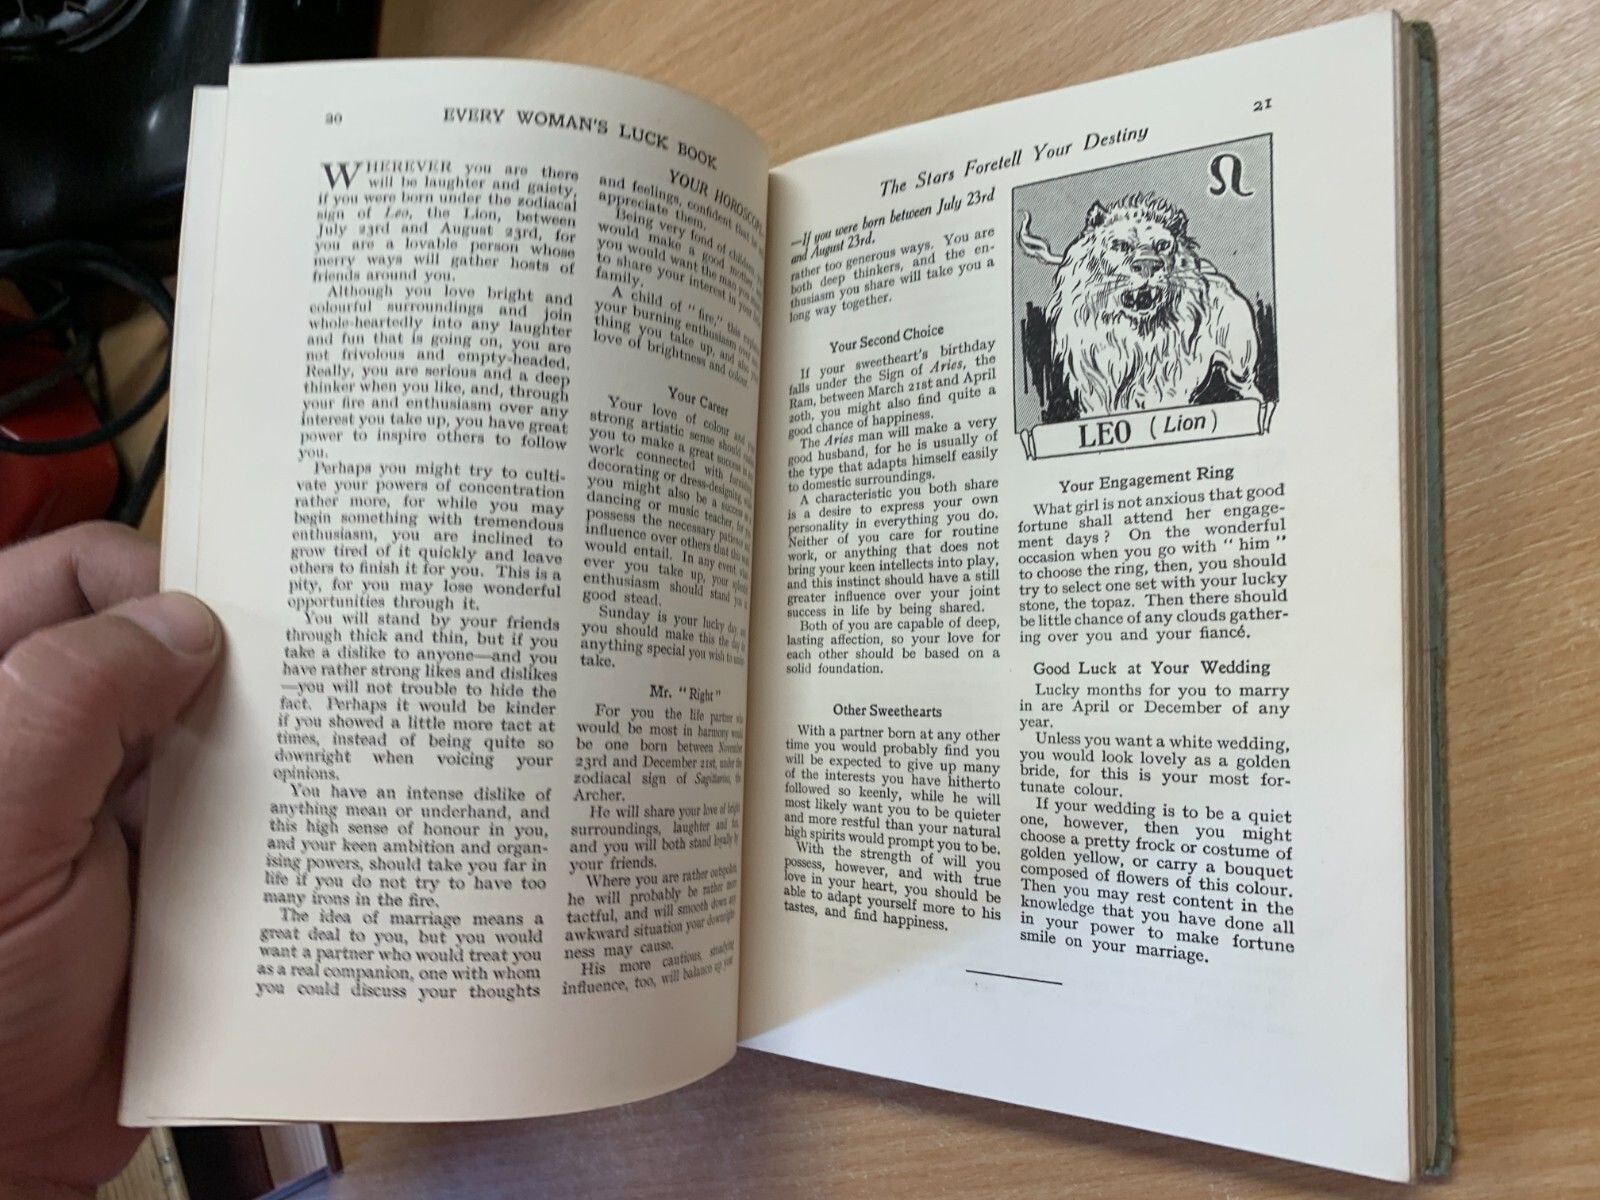 20
EVERY WOMAN'S LUCK BOOK
WHEREVER you are there
will be laughter and gaiety,
if you were born under the zodiacal
sign of Leo, the Lion, between
July 23rd and August 23rd, for
you are a lovable person whose
merry ways will gather hosts of
friends around you.
Although you love bright and
colourful surroundings and join
whole-heartedly into any laughter
and fun that is going on, you are
not frivolous and empty-headed.
Really, you are serious and a deep
thinker when you like, and, through
your fire and enthusiasm over any
interest you take up, you have great
power to inspire others to follow
you.
Perhaps you might try to culti-
vate your powers of concentration
rather more, for while you may
begin something with tremendous
enthusiasm, you are inclined to
grow tired of it quickly and leave
others to finish it for you. This is a
pity, for you may lose wonderful
opportunities through it.
You will stand by your friends
through thick and thin, but if you
take a dislike to anyone—and you
have rather strong likes and dislikes
—you will not trouble to hide the
fact. Perhaps it would be kinder
if you showed a little more tact at
times, instead of being quite so
downright when voicing your
opinions.
You have an intense dislike of
anything mean or underhand, and
this high sense of honour in you,
and your keen ambition and organ-
ising powers, should take you far in
life if you do not try to have too
many irons in the fire.
The idea of marriage means a
great deal to you, but you would
want a partner who would treat you
as a real companion, one with whom
you could discuss your thoughts
YOUR HOROSCOPE
and feelings, confident that he
appreciate them.
Being very fond of children,
would make a good mother,
you would want the man you
to share your interest in your
family.
A child of "fire," this
your burning enthusiasm over
thing you take up, and also
love of brightness and colour
Your Career
Your love of colour and
strong artistic sense should
you to make a great success
work connected with furnishing
decorating or dress-designing
you might also be a success as a
dancing or music teacher, for you
possess the necessary patience and
influence over others that this
would entail. In any event,
ever you take up, your
enthusiasm should stand you in
good stead.
Sunday is your lucky day, and
you should make this the day for
anything special you wish to under-
take.
Mr. "Right"
For you the life partner who
would be most in harmony would
be one born between November
23rd and December 21st, under the
zodiacal sign of Sagittarius, the
Archer.
He will share your love of bright
surroundings, laughter and fun,
and you will both stand loyally by
your friends.
Where you are rather outspoken,
he will probably be rather more
tactful, and will smooth down any
awkward situation your downright
ness may cause.
His more cautious, steadying
influence, too, will balance up your
21
The Stars Foretell Your Destiny
—If you were born between July 23rd
and August 23rd.
rather too generous ways. You are
both deep thinkers, and the en-
thusiasm you share will take you a
long way together.
Your Second Choice
If your sweetheart's birthday
falls under the Sign of Aries, the
Ram, between March 21st and April
20th, you might also find quite a
good chance of happiness.
The Aries man will make a very
good husband, for he is usually of
the type that adapts himself easily
to domestic surroundings.
A characteristic you both share
is a desire to express your own
personality in everything you do.
Neither of you care for routine
work, or anything that does not
bring your keen intellects into play,
and this instinct should have a still
greater influence over your joint
success in life by being shared.
Both of you are capable of deep,
lasting affection, so your love for
each other should be based on a
solid foundation.
Other Sweethearts
With a partner born at any other
time you would probably find you
will be expected to give up many
of the interests you have hitherto
followed so keenly, while he will
most likely want you to be quieter
and more restful than your natural
high spirits would prompt you to be.
With the strength of will you
possess, however, and with true
love in your heart, you should be
able to adapt yourself more to his
tastes, and find happiness.
♌
LEO (Lion)
Your Engagement Ring
What girl is not anxious that good
fortune shall attend her engage-
ment days? On the wonderful
occasion when you go with "him"
to choose the ring, then, you should
try to select one set with your lucky
stone, the topaz. Then there should
be little chance of any clouds gather-
ing over you and your fiancé.
Good Luck at Your Wedding
Lucky months for you to marry
in are April or December of any
year.
Unless you want a white wedding,
you would look lovely as a golden
bride, for this is your most for-
tunate colour.
If your wedding is to be a quiet
one, however, then you might
choose a pretty frock or costume of
golden yellow, or carry a bouquet
composed of flowers of this colour.
Then you may rest content in the
knowledge that you have done all
in your power to make fortune
smile on your marriage.